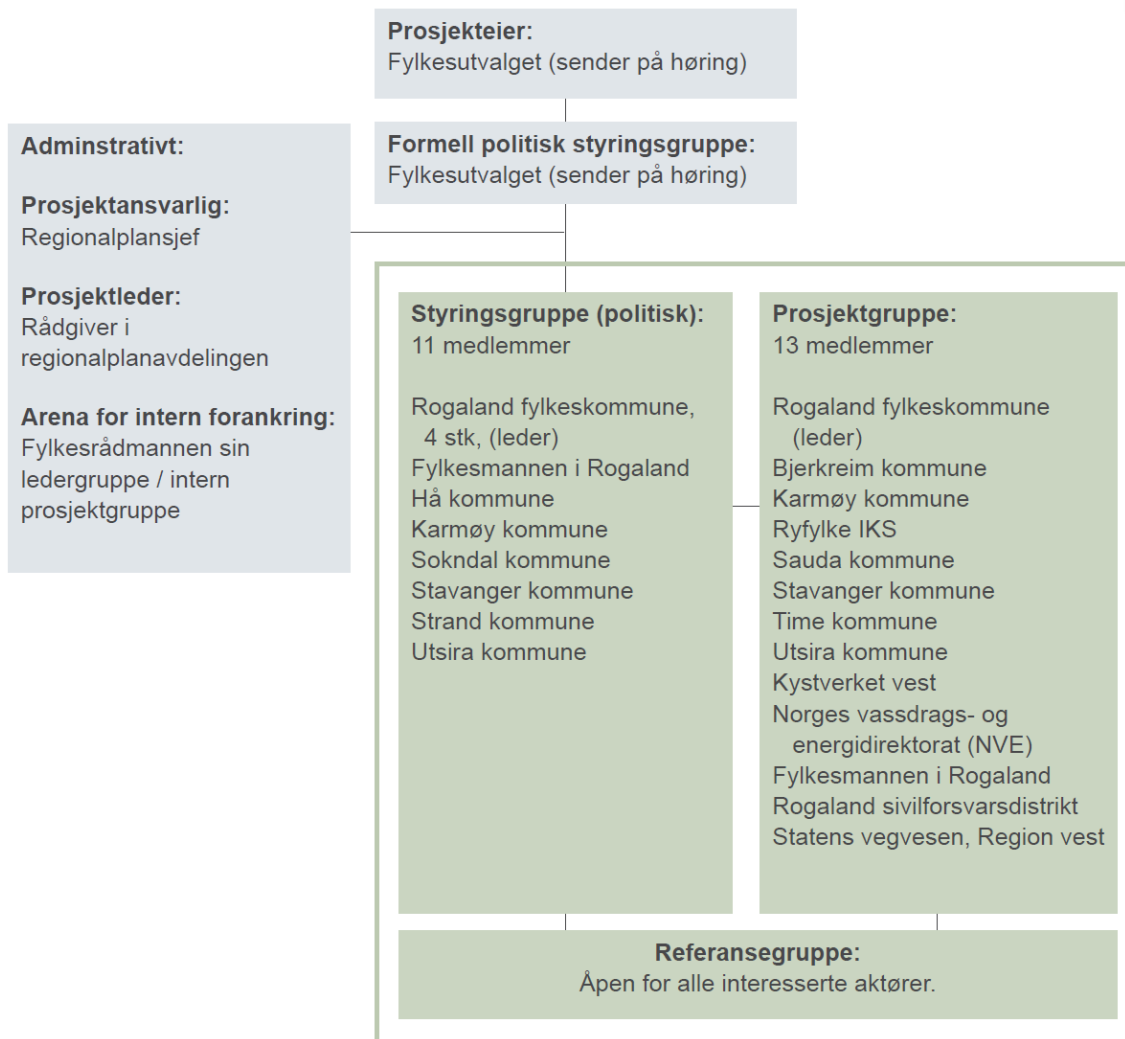 Prosjekteier:
Fylkesutvalget (sender på høring)
Formell politisk styringsgruppe:
Fylkesutvalget (sender på høring)
Adminstrativt:
Prosjektansvarlig:
Regionalplansjef
Prosjektleder:
Rådgiver i
regionalplanavdelingen
Arena for intern forankring:
Fylkesrådmannen sin
ledergruppe / intern
prosjektgruppe
Styringsgruppe (politisk):
11 medlemmer
Rogaland fylkeskommune,
4 stk, (leder)
Fylkesmannen i Rogaland
Hå kommune
Karmøy kommune
Sokndal kommune
Stavanger kommune
Strand kommune
Utsira kommune
Prosjektgruppe:
13 medlemmer
Rogaland fylkeskommune
(leder)
Bjerkreim kommune
Karmøy kommune
Ryfylke IKS
Sauda kommune
Stavanger kommune
Time kommune
Utsira kommune
Kystverket vest
Norges vassdrags- og
energidirektorat (NVE)
Fylkesmannen i Rogaland
Rogaland sivilforsvarsdistrikt
Statens vegvesen, Region vest
Referansegruppe:
Åpen for alle interesserte aktører.